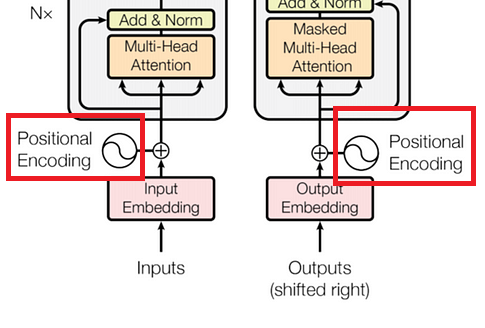 N×
Add & Norm
Multi-Head
Attention
Add & Norm
Masked
Multi-Head
Attention
Positional
Encoding
Positional
Encoding
Input
Embedding
Output
Embedding
Inputs
Outputs
(shifted right)